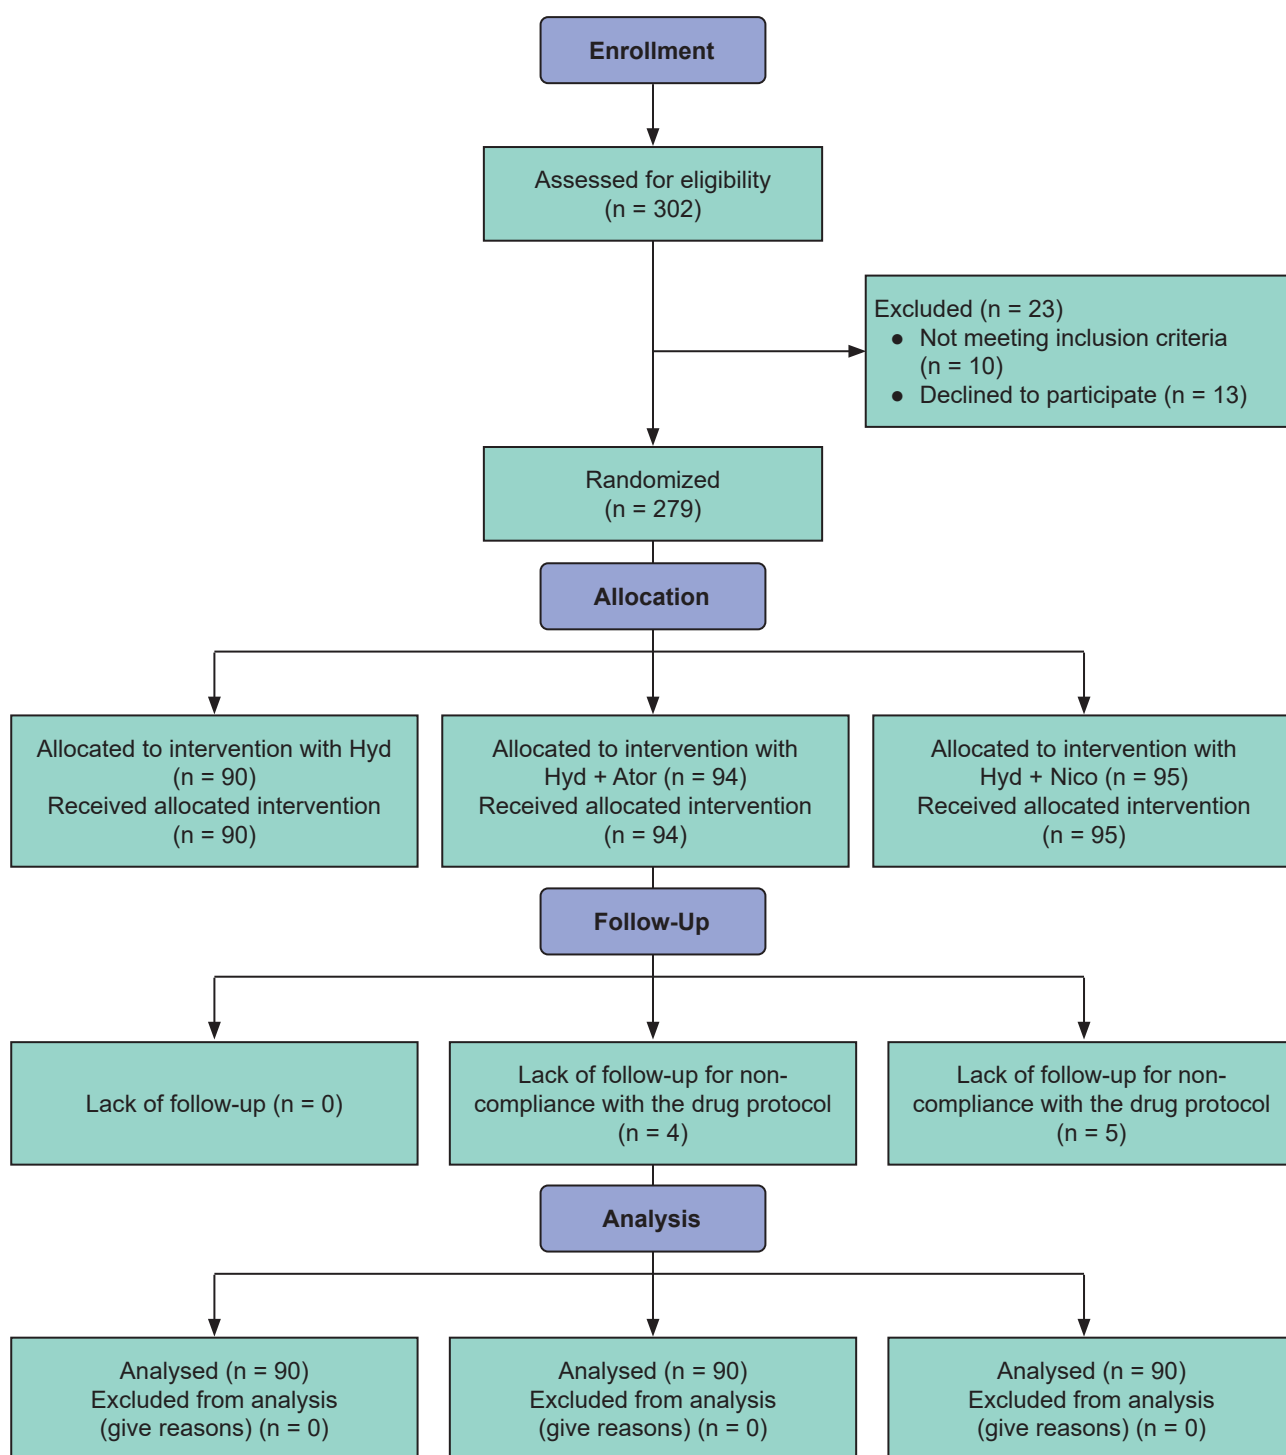 Enrollment
Assessed for eligibility
(n = 302)
Excluded (n = 23)
● Not meeting inclusion criteria
(n = 10)
● Declined to participate (n = 13)
Randomized
(n = 279)
Allocation
Allocated to intervention with Hyd
(n = 90)
Received allocated intervention
(n = 90)
Allocated to intervention with
Hyd + Ator (n = 94)
Received allocated intervention
(n = 94)
Allocated to intervention with
Hyd + Nico (n = 95)
Received allocated intervention
(n = 95)
Follow-Up
Lack of follow-up (n = 0)
Lack of follow-up for non-
compliance with the drug protocol
(n = 4)
Lack of follow-up for non-
compliance with the drug protocol
(n = 5)
Analysis
Analysed (n = 90)
Excluded from analysis
(give reasons) (n = 0)
Analysed (n = 90)
Excluded from analysis
(give reasons) (n = 0)
Analysed (n = 90)
Excluded from analysis
(give reasons) (n = 0)